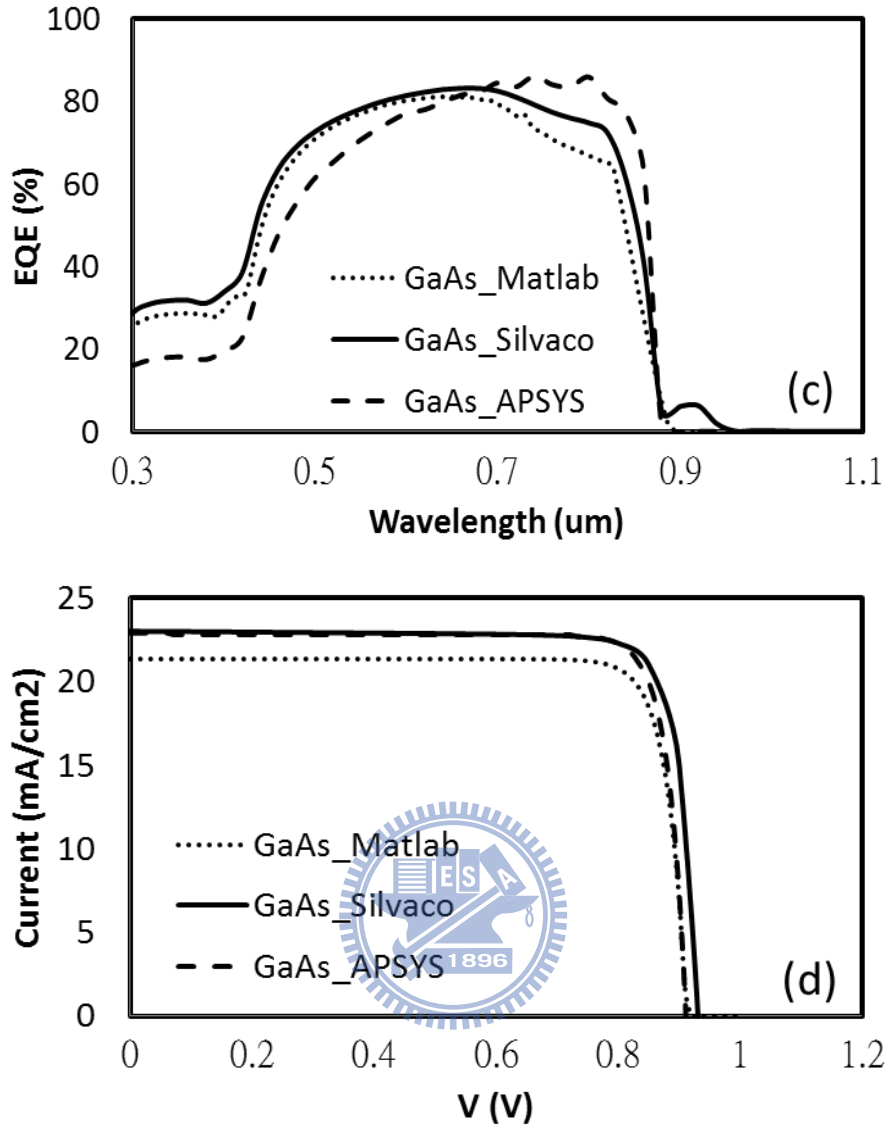 100
80
60
40
20
0
EQE (%)
GaAs_Matlab
GaAs_Silvaco
GaAs_APSYS
(c)
0.3 0.5 0.7 0.9 1.1
Wavelength (um)
25
20
15
10
5
0
Current (mA/cm2)
GaAs_Matlab
GaAs_Silvaco
GaAs_APSYS
(d)
E S A
1896
0 0.2 0.4 0.6 0.8 1 1.2
V (V)